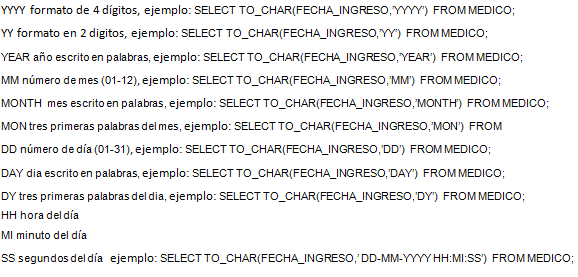 YYYY formato de 4 dígitos, ejemplo: SELECT TO_CHAR(FECHA_INGRESO,'YYYY') FROM MEDICO;
YY formato en 2 digitos, ejemplo: SELECT TO_CHAR(FECHA_INGRESO,'YY') FROM MEDICO;
YEAR año escrito en palabras, ejemplo: SELECT TO_CHAR(FECHA_INGRESO,'YEAR') FROM MEDICO;
MM número de mes (01-12), ejemplo: SELECT TO_CHAR(FECHA_INGRESO,'MM') FROM MEDICO;
MONTH mes escrito en palabras, ejemplo: SELECT TO_CHAR(FECHA_INGRESO,'MONTH') FROM MEDICO;
MON tres primeras palabras del mes, ejemplo: SELECT TO_CHAR(FECHA_INGRESO,'MON') FROM
DD número de día (01-31), ejemplo: SELECT TO_CHAR(FECHA_INGRESO,'DD') FROM MEDICO;
DAY dia escrito en palabras, ejemplo: SELECT TO_CHAR(FECHA_INGRESO,'DAY') FROM MEDICO;
DY tres primeras palabras del dia, ejemplo: SELECT TO_CHAR(FECHA_INGRESO,'DY') FROM MEDICO;
HH hora del día
MI minuto del día
SS segundos del día ejemplo: SELECT TO_CHAR(FECHA_INGRESO,' DD-MM-YYYY HH:MI:SS') FROM MEDICO;